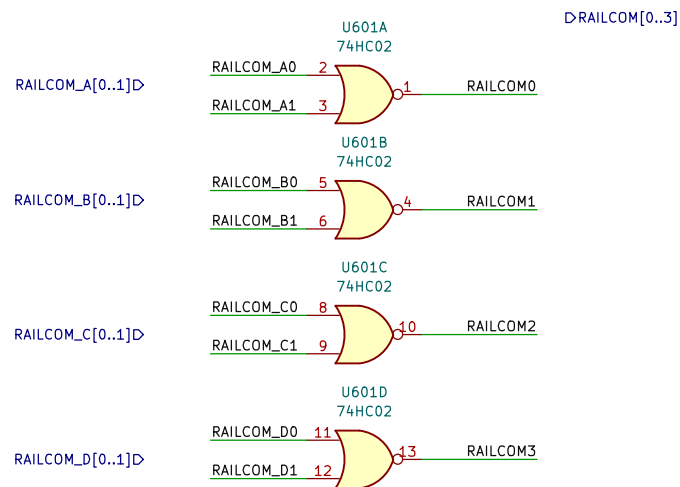 RAILCOM[0..3]
U601A
74HC02
RAILCOM_A[0..1]
RAILCOM_A0
2
1
RAILCOM0
RAILCOM_A1
3
U601B
74HC02
RAILCOM_B[0..1]
RAILCOM_B0
5
4
RAILCOM1
RAILCOM_B1
6
U601C
74HC02
RAILCOM_C[0..1]
RAILCOM_C0
8
10
RAILCOM2
RAILCOM_C1
9
U601D
74HC02
RAILCOM_D[0..1]
RAILCOM_D0
11
13
RAILCOM3
RAILCOM_D1
12